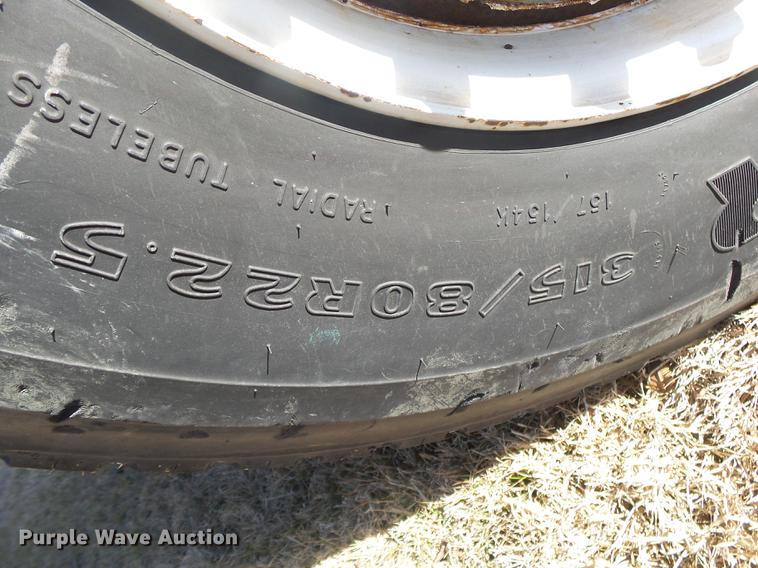 315/80R22.5
157/154K
RADIAL TUBELESS
Purple Wave Auction